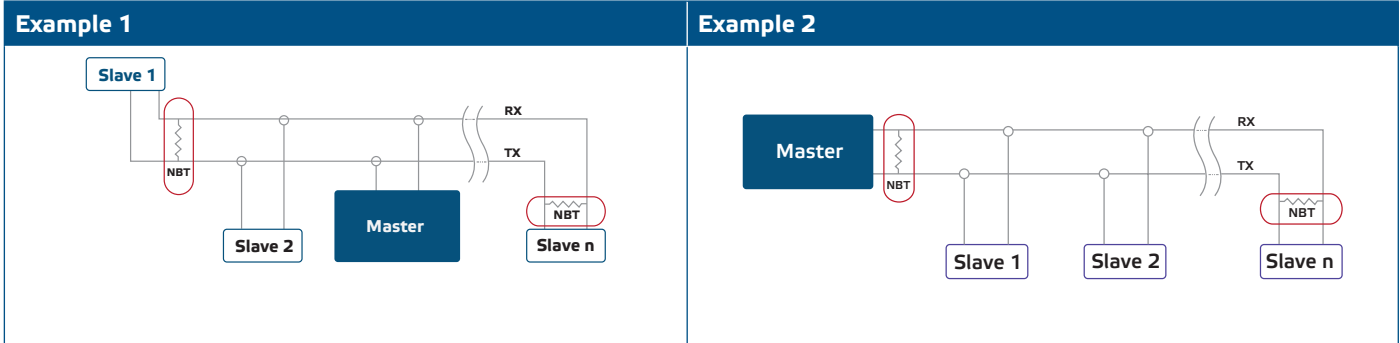 Example 1
Slave 1
RX
TX
NBT
NBT
Slave 2
Master
Slave n
Example 2
Master
RX
TX
NBT
NBT
Slave 1
Slave 2
Slave n